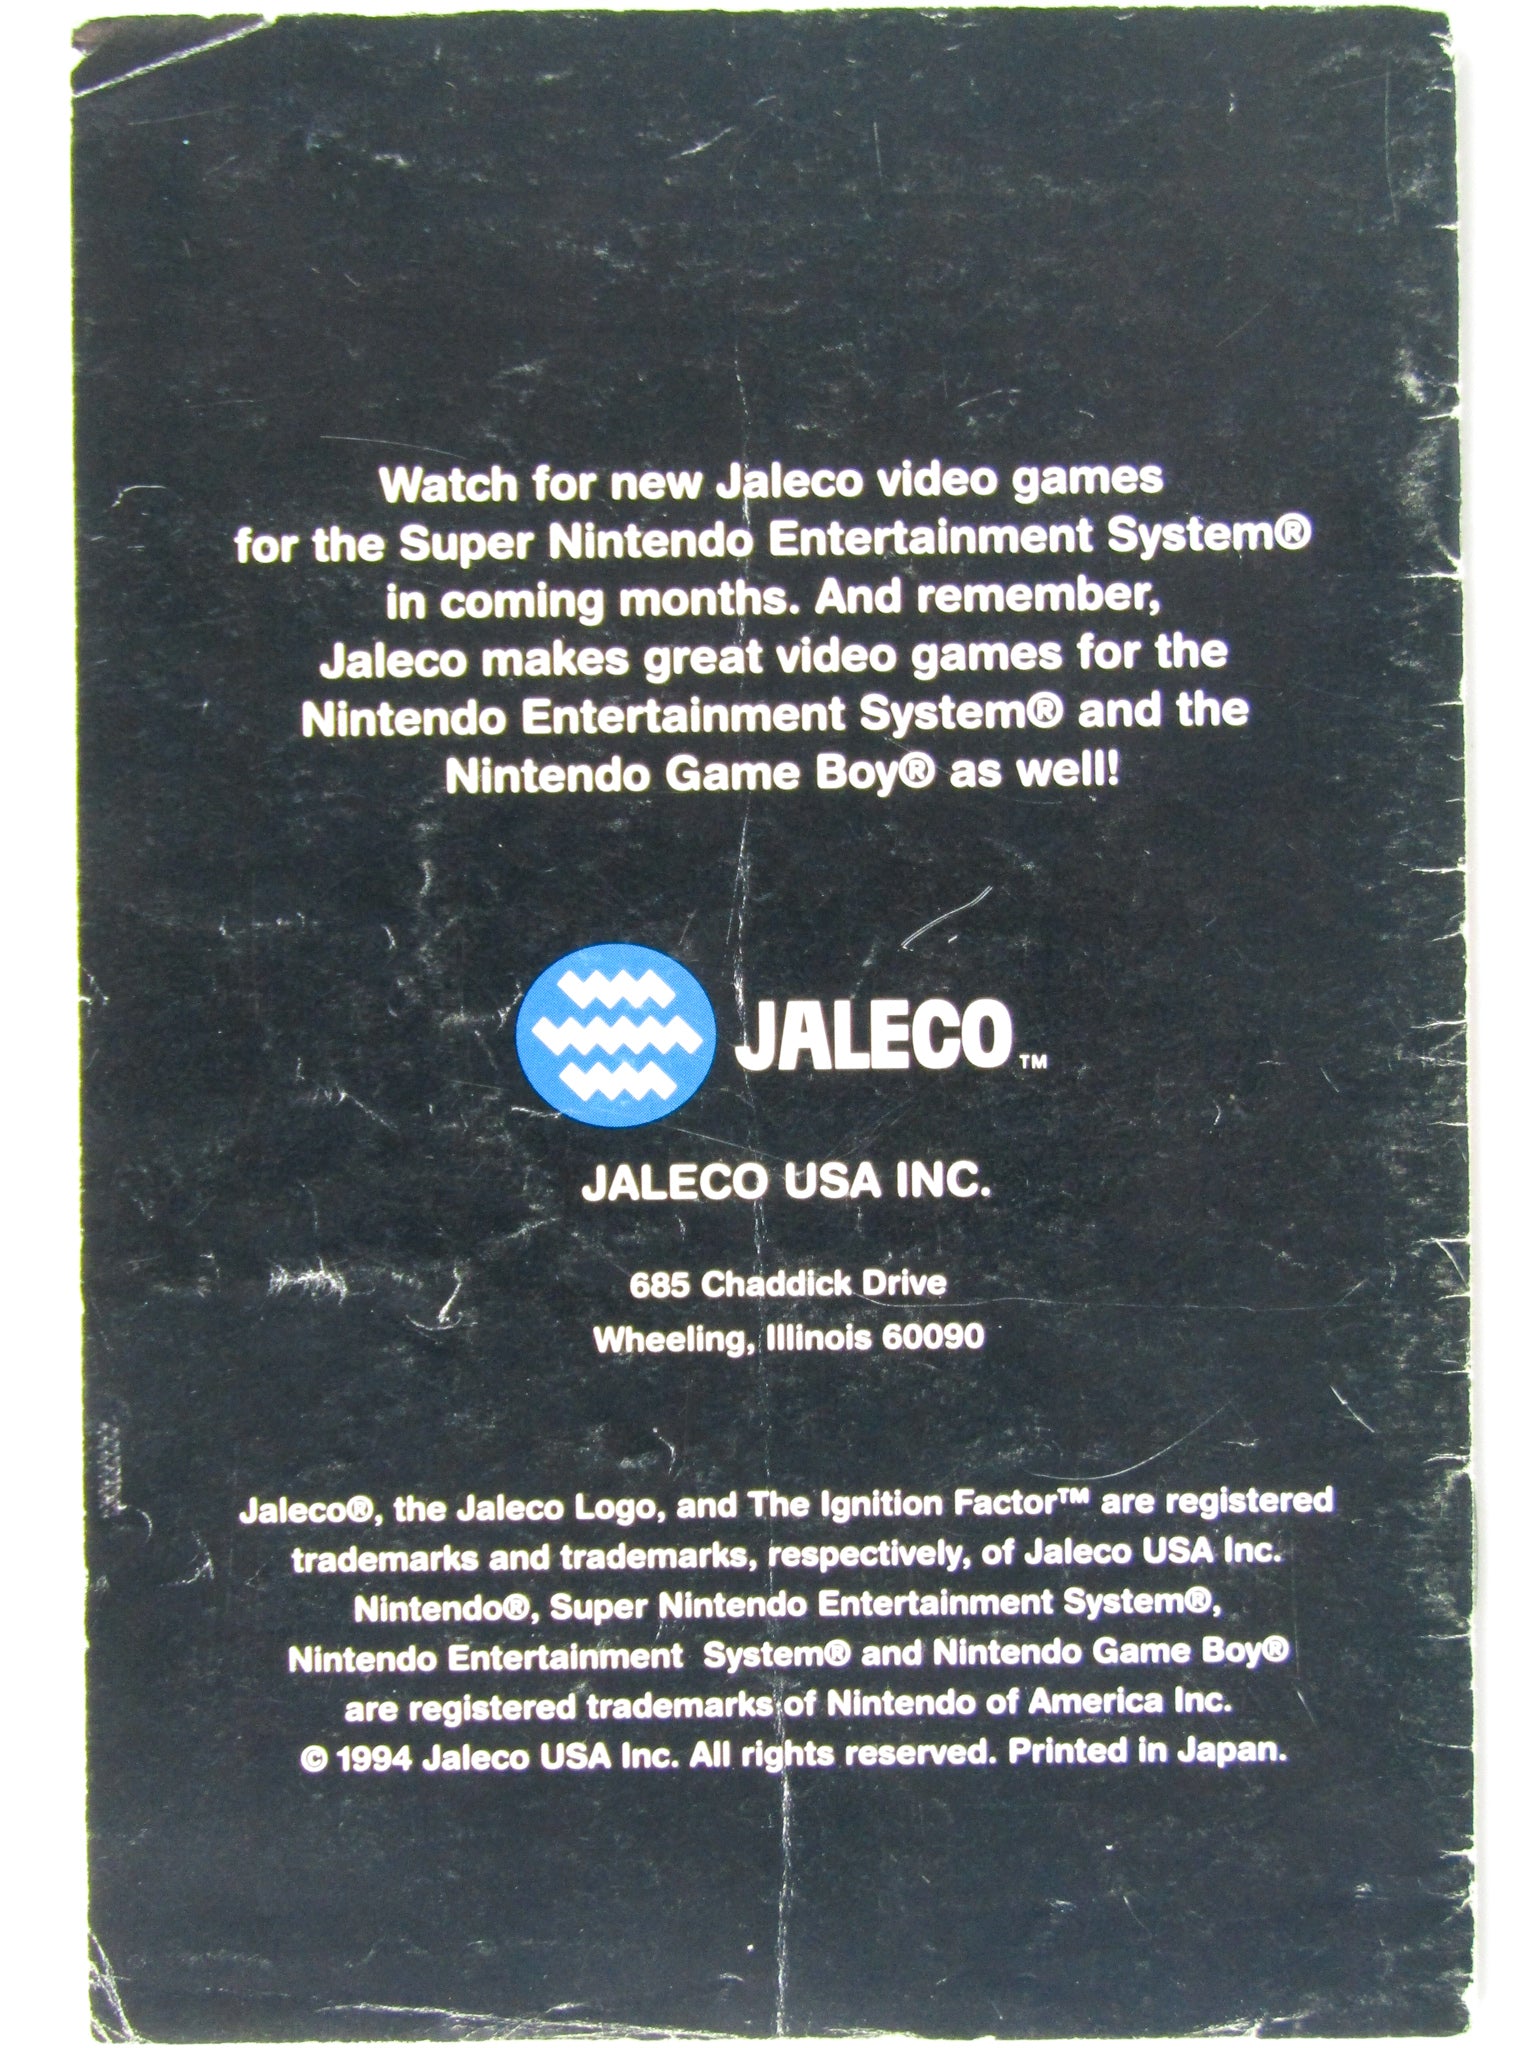 Watch for new Jaleco video games
for the Super Nintendo Entertainment System®
in coming months. And remember,
Jaleco makes great video games for the
Nintendo Entertainment System® and the
Nintendo Game Boy® as well!
JALECO™
JALECO USA INC.
685 Chaddick Drive
Wheeling, Illinois 60090
Jaleco®, the Jaleco Logo, and The Ignition Factor™ are registered
trademarks and trademarks, respectively, of Jaleco USA Inc.
Nintendo®, Super Nintendo Entertainment System®,
Nintendo Entertainment System® and Nintendo Game Boy®
are registered trademarks of Nintendo of America Inc.
© 1994 Jaleco USA Inc. All rights reserved. Printed in Japan.